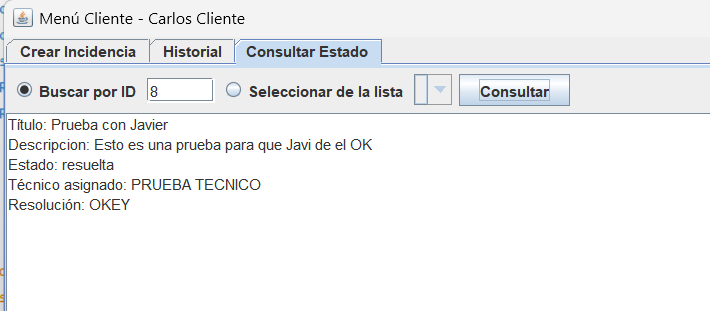 Menú Cliente - Carlos Cliente
Crear Incidencia Historial Consultar Estado
Buscar por ID 8 Seleccionar de la lista Consultar
Título: Prueba con Javier
Descripcion: Esto es una prueba para que Javi de el OK
Estado: resuelta
Técnico asignado: PRUEBA TECNICO
Resolución: OKEY